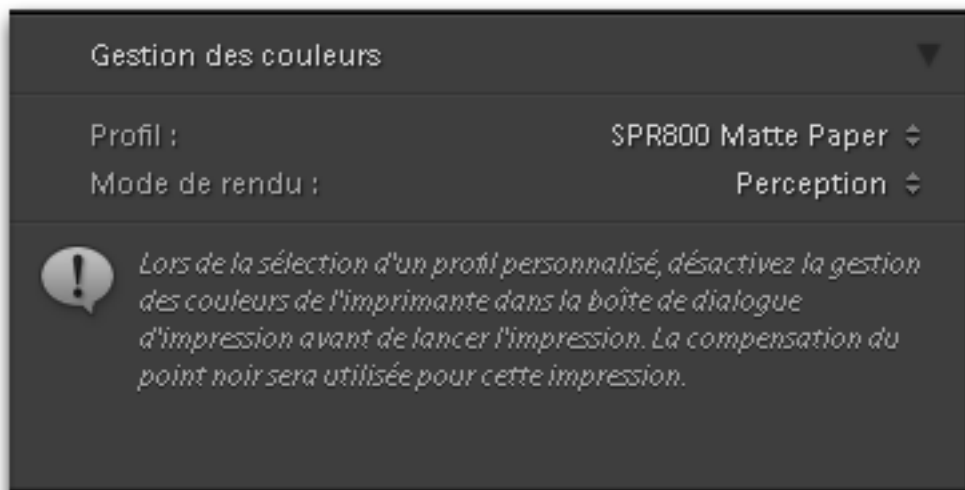 Gestion des couleurs
Profil : SPR800 Matte Paper
Mode de rendu : Perception
Lors de la sélection d'un profil personnalisé, désactivez la gestion
des couleurs de l'imprimante dans la boîte de dialogue
d'impression avant de lancer l'impression. La compensation du
point noir sera utilisée pour cette impression.